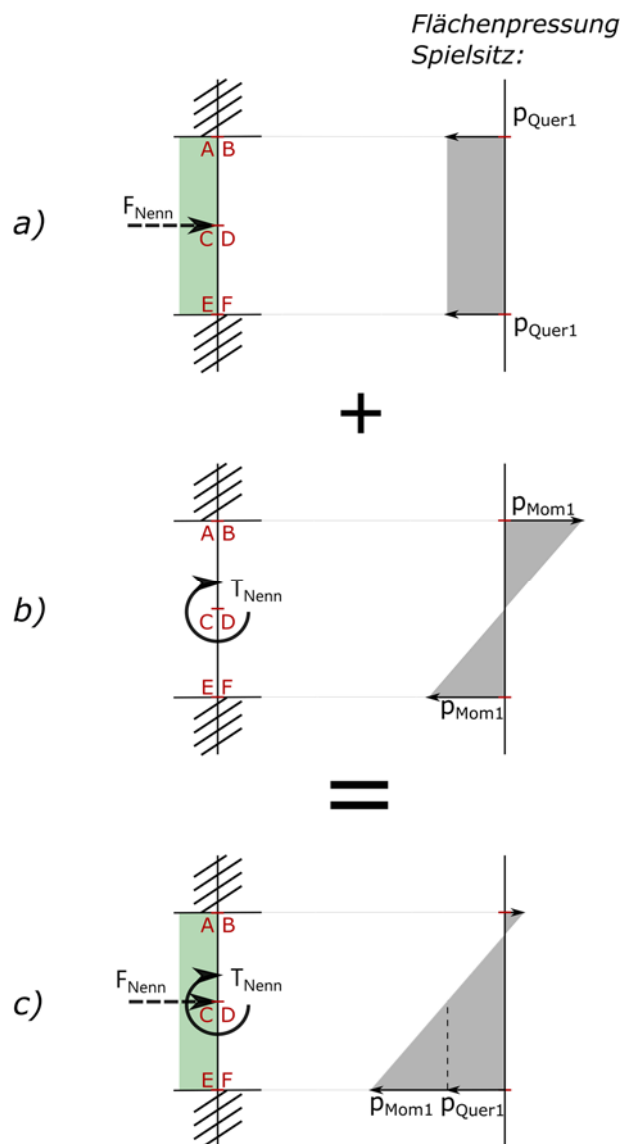 Flächenpressung
Spielsitz:
pQuer1
A B
FNenn
a)
C D
E F
pQuer1
+
pMom1
A B
TNenn
b)
C D
E F
pMom1
=
A B
FNenn TNenn
c)
C D
E F
pMom1 pQuer1